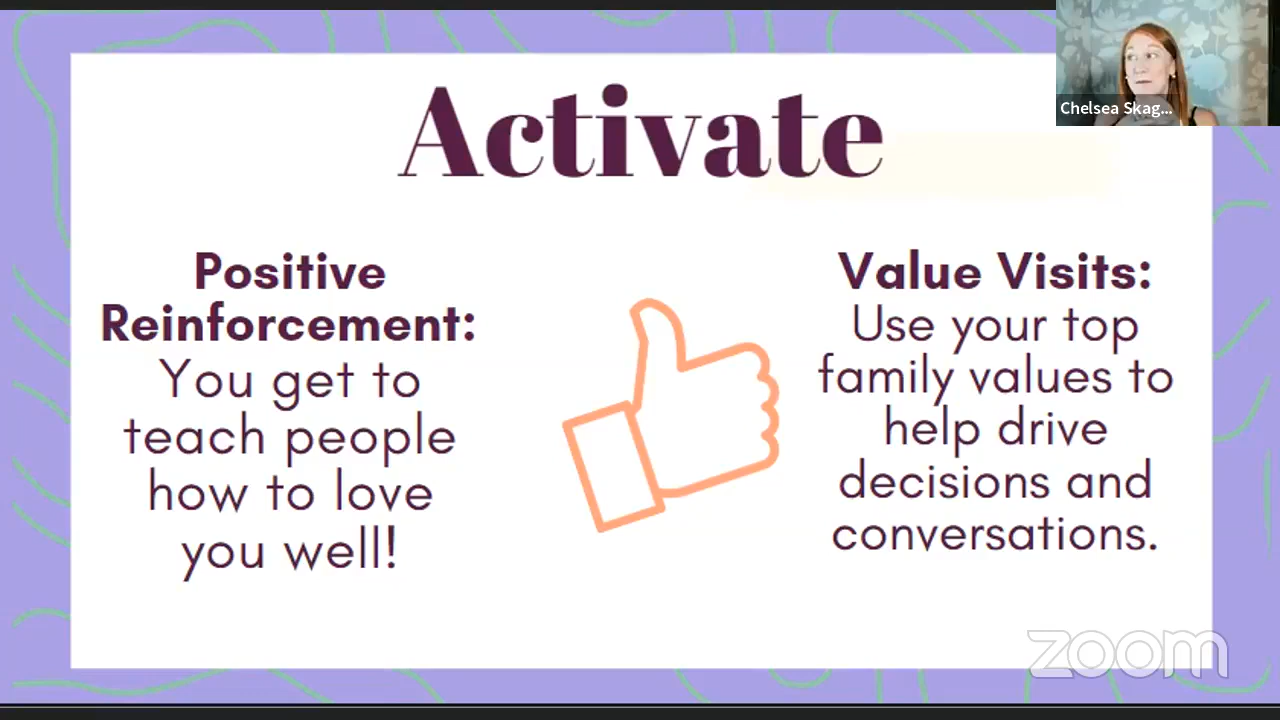 Activate
Chelsea Skag...
Positive
Reinforcement:
You get to
teach people
how to love
you well!
Value Visits:
Use your top
family values to
help drive
decisions and
conversations.
zoom